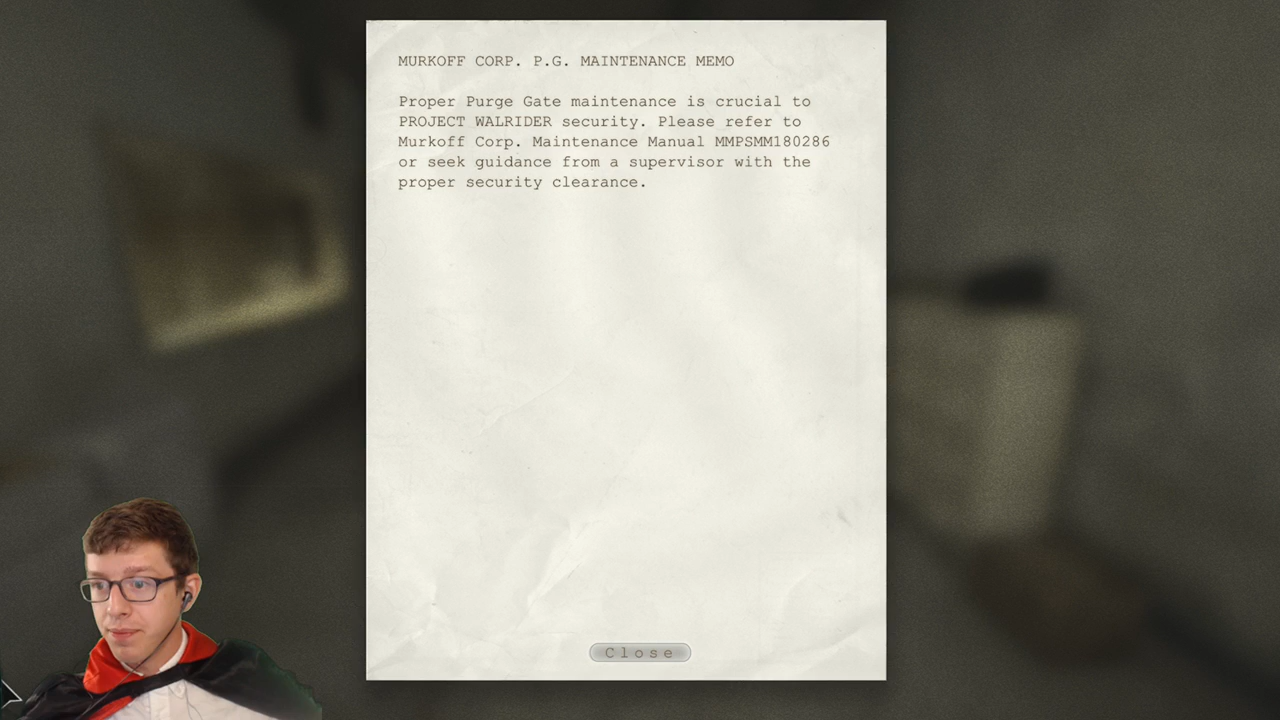 MURKOFF CORP. P.G. MAINTENANCE MEMO
Proper Purge Gate maintenance is crucial to
PROJECT WALRIDER security. Please refer to
Murkoff Corp. Maintenance Manual MMPSMM180286
or seek guidance from a supervisor with the
proper security clearance.
Close